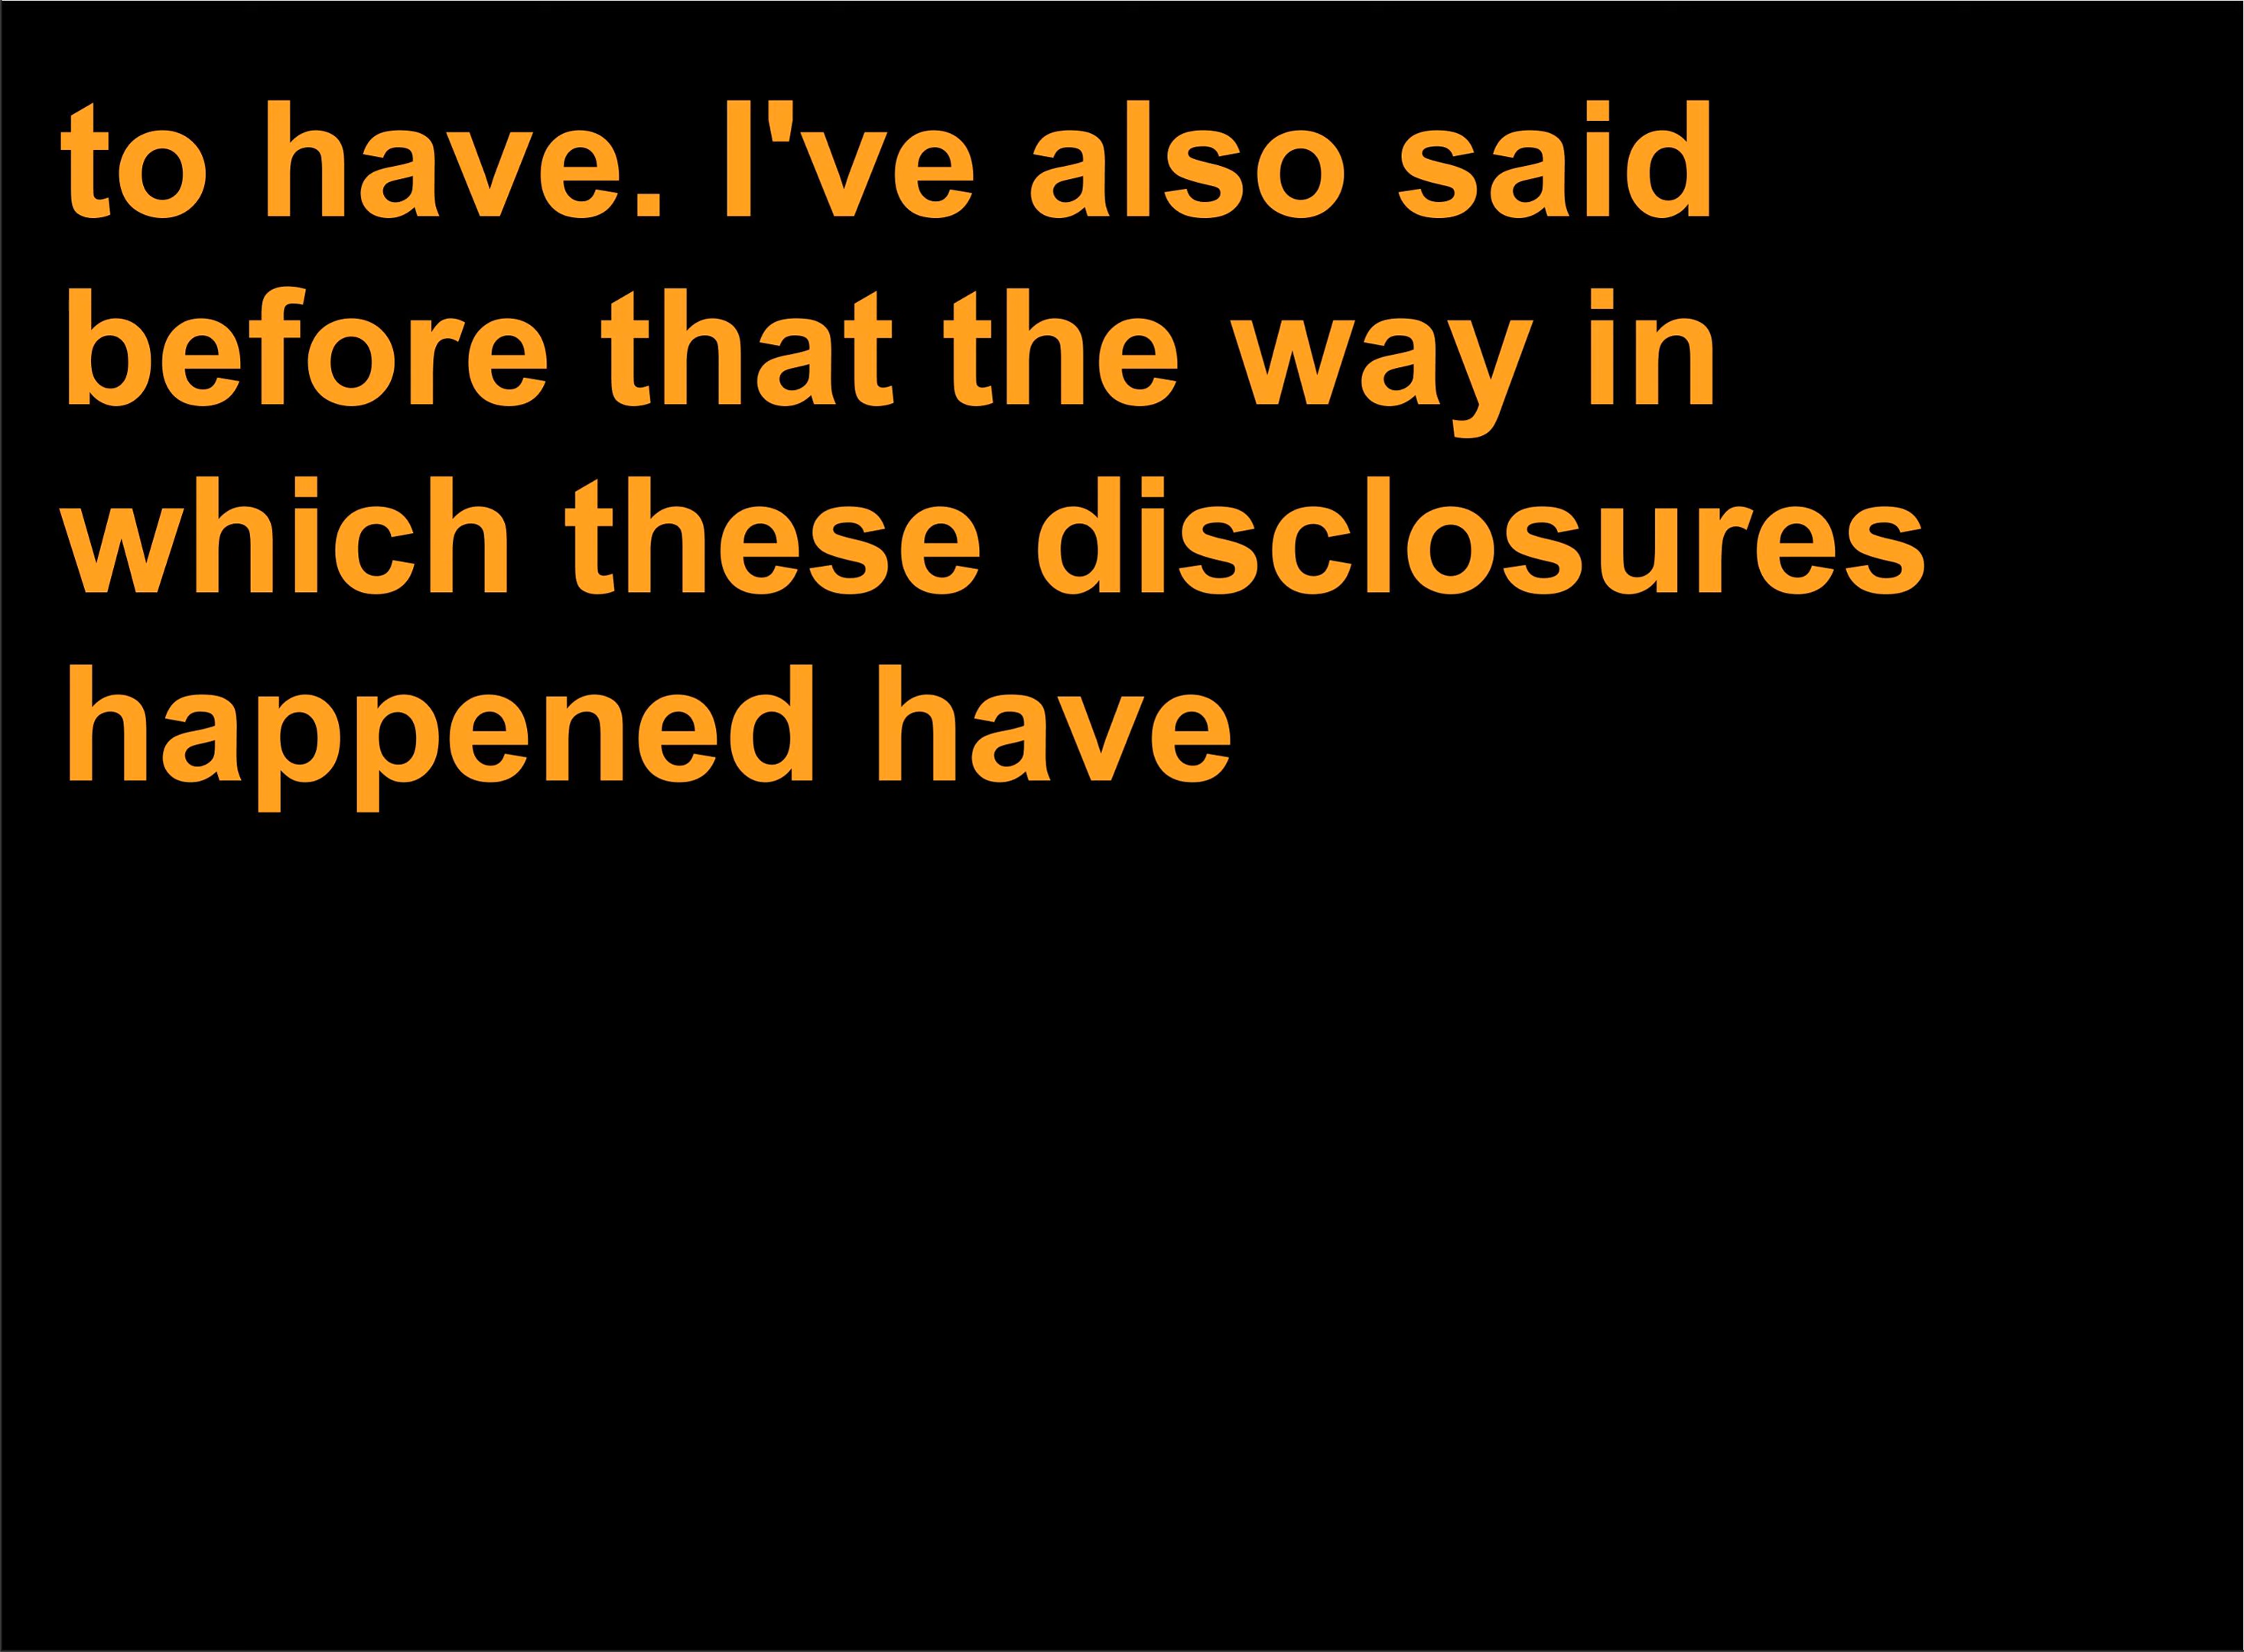 to have. I've also said
before that the way in
which these disclosures
happened have